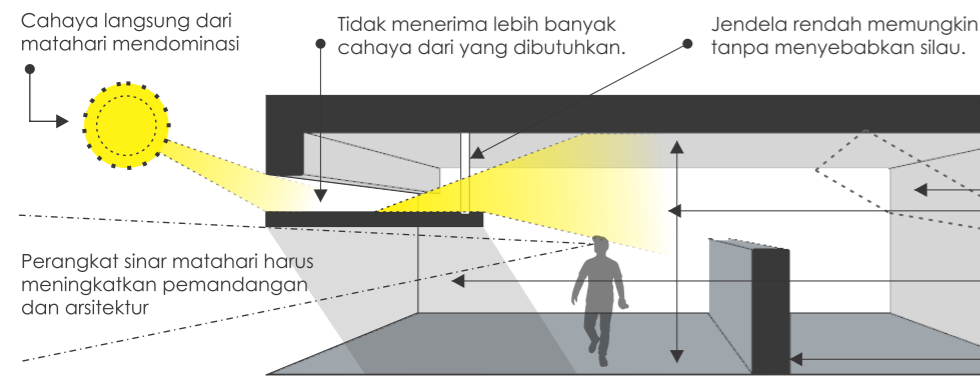 Cahaya langsung dari
matahari mendominasi
Tidak menerima lebih banyak
cahaya dari yang dibutuhkan.
Jendela rendah memungkin
tanpa menyebabkan silau.
Perangkat sinar matahari harus
meningkatkan pemandangan
dan arsitektur